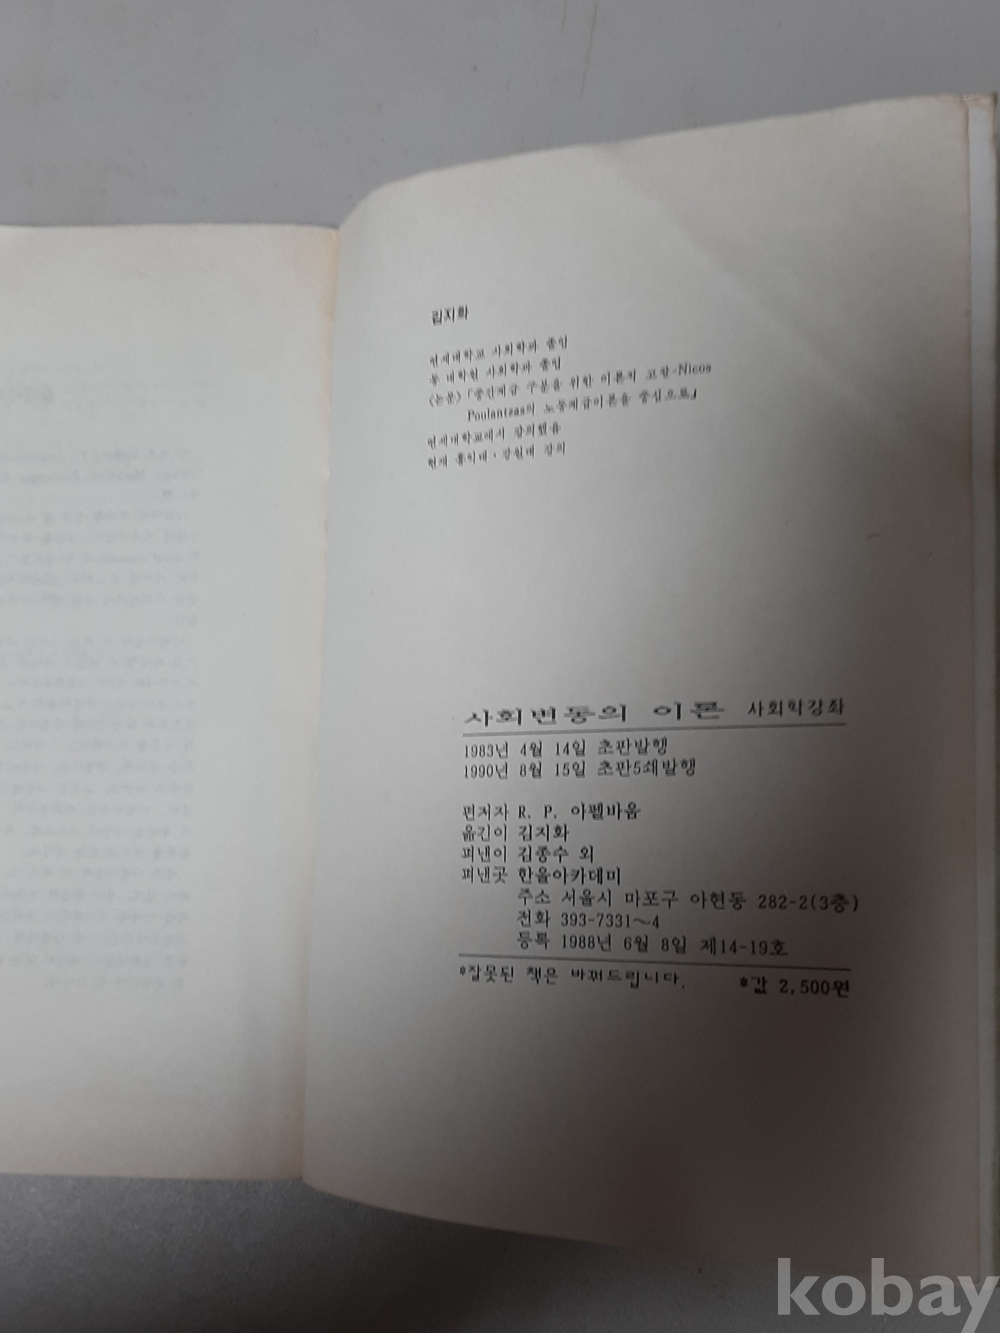 김지화
연세대학교 사회학과 졸업
동 대학원 사회학과 졸업
〈논문〉「중간계급 구분을 위한 이론적 고찰-Nicos
Poulantzas의 노동계급이론을 중심으로」
연세대학교에서 강의했음
현재 홍익대·강원대 강의
사회변동의 이론 사회학강좌
1983년 4월 14일 초판발행
1990년 8월 15일 초판5쇄발행
편저자 R. P. 아펠바움
옮긴이 김지화
펴낸이 김종수 외
펴낸곳 한울아카데미
주소 서울시 마포구 아현동 282-2(3층)
전화 393-7331~4
등록 1988년 6월 8일 제14-19호
*잘못된 책은 바꿔드립니다. *값 2,500원
kobay